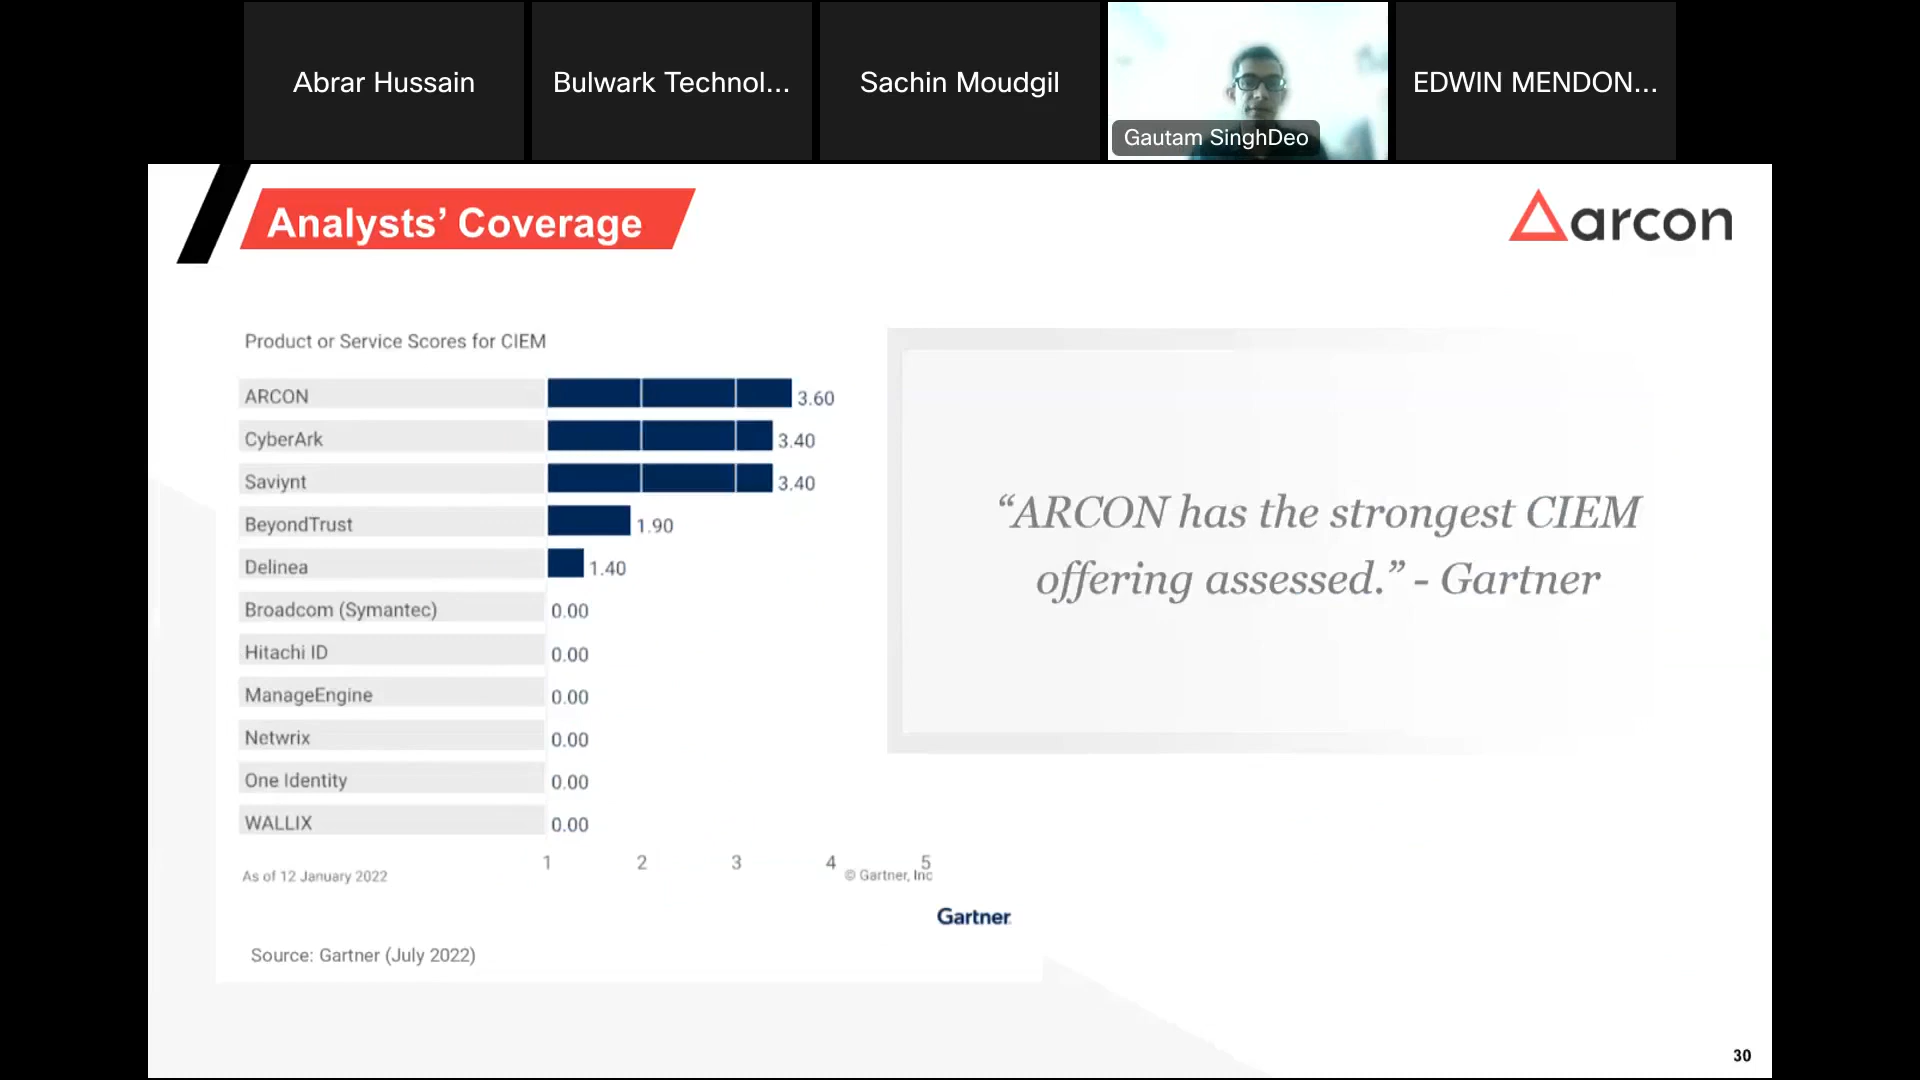 Abrar Hussain
Bulwark Technol...
Sachin Moudgil
Gautam SinghDeo
EDWIN MENDON...
Analysts’ Coverage
arcon
Product or Service Scores for CIEM
ARCON 3.60
CyberArk 3.40
Saviynt 3.40
BeyondTrust 1.90
Delinea 1.40
Broadcom (Symantec) 0.00
Hitachi ID 0.00
ManageEngine 0.00
Netwrix 0.00
One Identity 0.00
WALLIX 0.00
1 2 3 4 5
As of 12 January 2022
© Gartner, Inc
Gartner
Source: Gartner (July 2022)
“ARCON has the strongest CIEM
offering assessed.” - Gartner
30